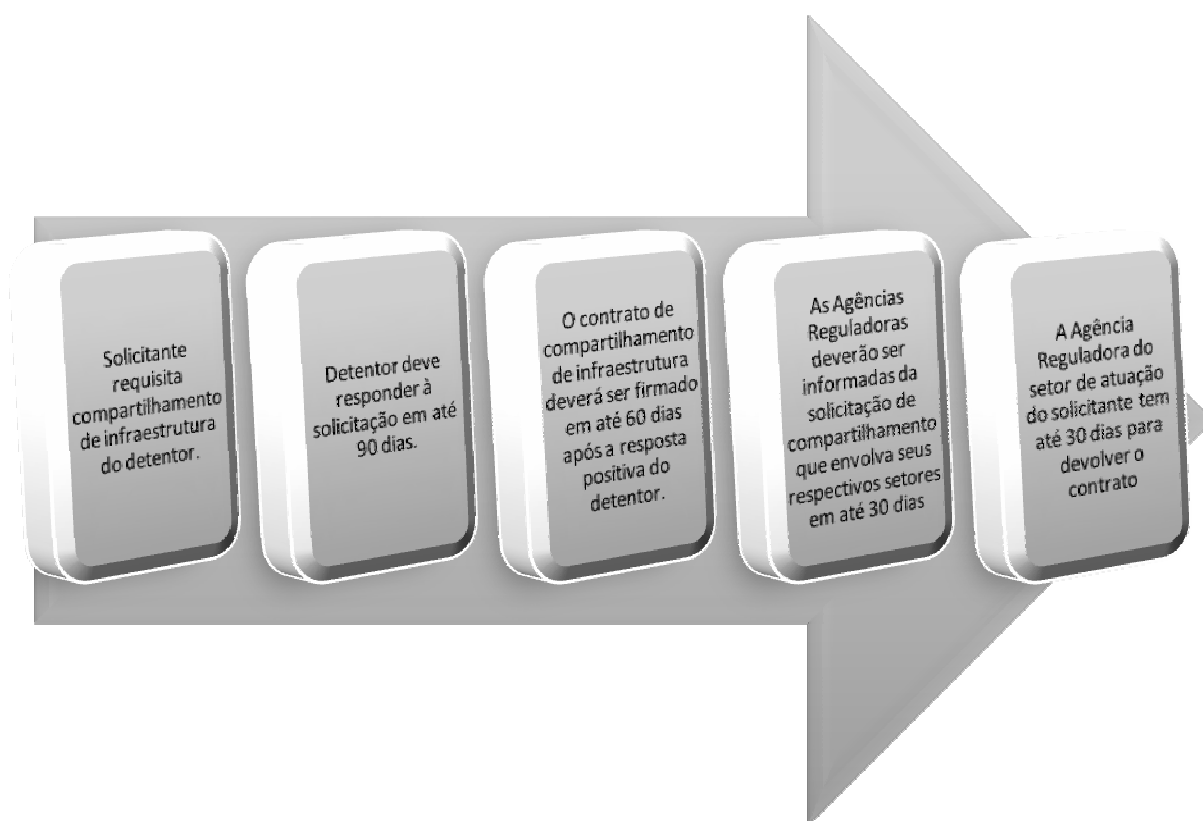 Solicitante
requisita
compartilhamento
de infraestrutura
do detentor.
Detentor deve
responder à
solicitação em até
90 dias.
O contrato de
compartilhamento
de infraestrutura
deverá ser firmado
em até 60 dias
após a resposta
positiva do
detentor.
As Agências
Reguladoras
deverão ser
informadas da
solicitação de
compartilhamento
que envolva seus
respectivos setores
em até 30 dias
A Agência
Reguladora do
setor de atuação
do solicitante tem
até 30 dias para
devolver o
contrato